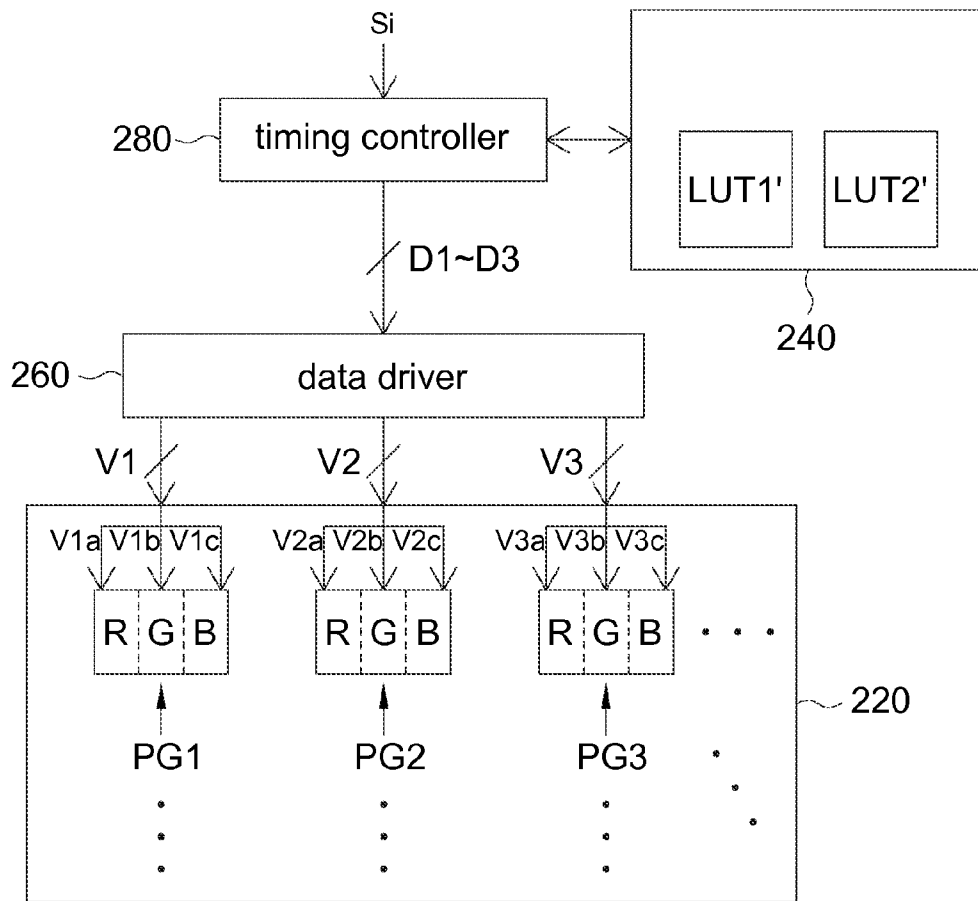 Si
280
timing controller
LUT1' LUT2'
D1~D3
240
260
data driver
V1 V2 V3
V1a V1b V1c V2a V2b V2c V3a V3b V3c
R G B R G B R G B
220
PG1 PG2 PG3